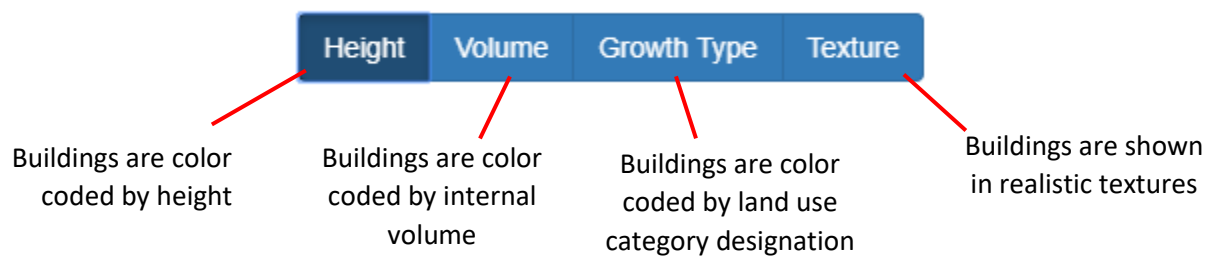 Height Volume Growth Type Texture
Buildings are color
coded by height
Buildings are color
coded by internal
volume
Buildings are color
coded by land use
category designation
Buildings are shown
in realistic textures